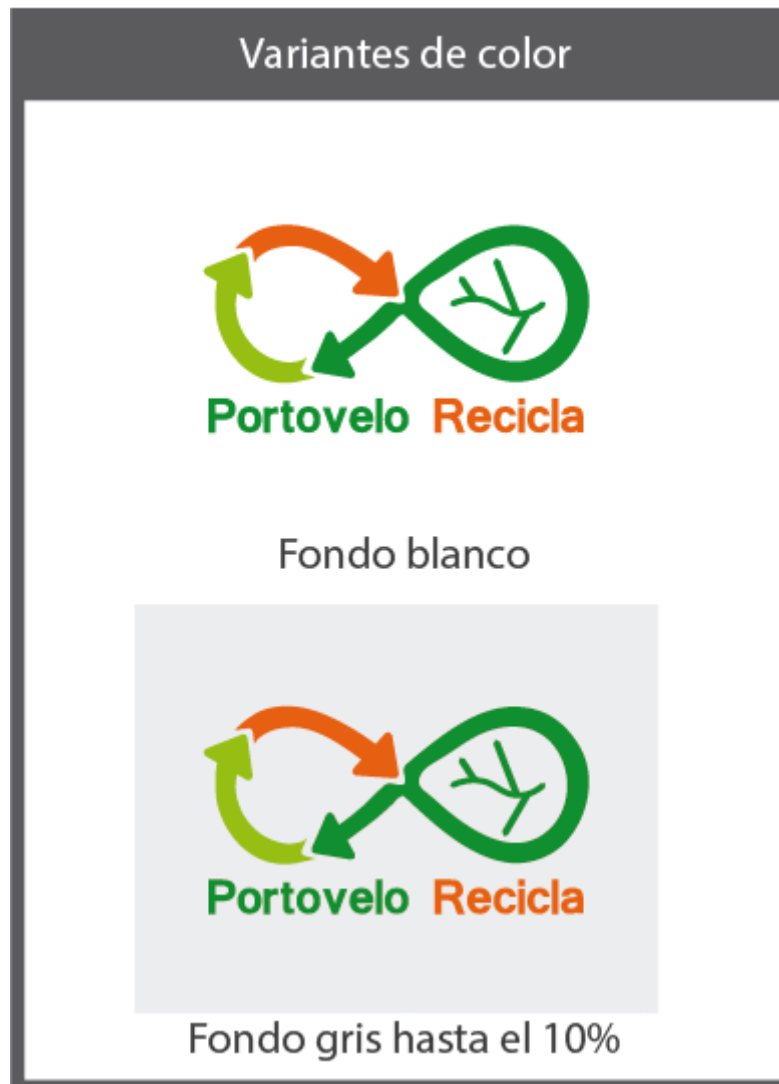 Variantes de color
Portovelo Recicla
Fondo blanco
Portovelo Recicla
Fondo gris hasta el 10%